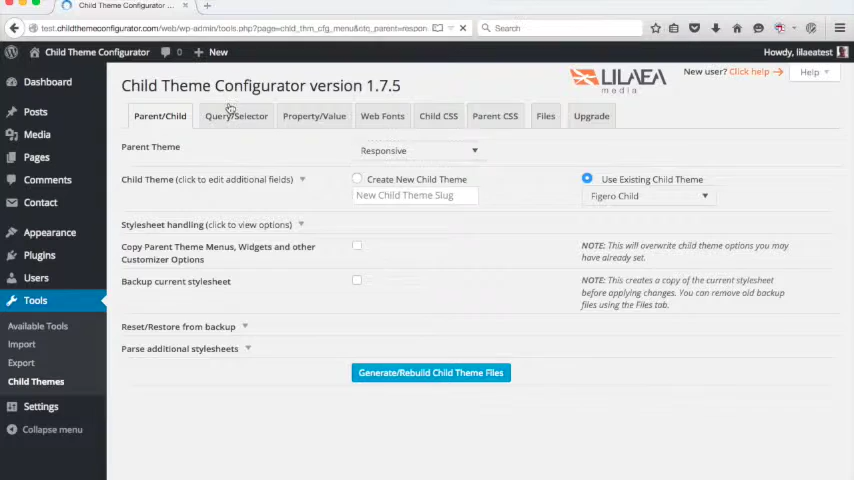 Child Theme Configurator ...
test.childthemeconfigurator.com/web/wp-admin/tools.php?page=child_thm_cfg_menu&cto_parent=respon
Search
Child Theme Configurator
0
New
Howdy, lilaeatest
Dashboard
Posts
Media
Pages
Comments
Contact
Appearance
Plugins
Users
Tools
Available Tools
Import
Export
Child Themes
Settings
Collapse menu
Child Theme Configurator version 1.7.5
LILAEA
media
New user? Click help →
Help
Parent/Child
Query/Selector
Property/Value
Web Fonts
Child CSS
Parent CSS
Files
Upgrade
Parent Theme
Responsive
Child Theme (click to edit additional fields)
Create New Child Theme
Use Existing Child Theme
New Child Theme Slug
Figero Child
Stylesheet handling (click to view options)
Copy Parent Theme Menus, Widgets and other
Customizer Options
NOTE: This will overwrite child theme options you may
have already set.
Backup current stylesheet
NOTE: This creates a copy of the current stylesheet
before applying changes. You can remove old backup
files using the Files tab.
Reset/Restore from backup
Parse additional stylesheets
Generate/Rebuild Child Theme Files